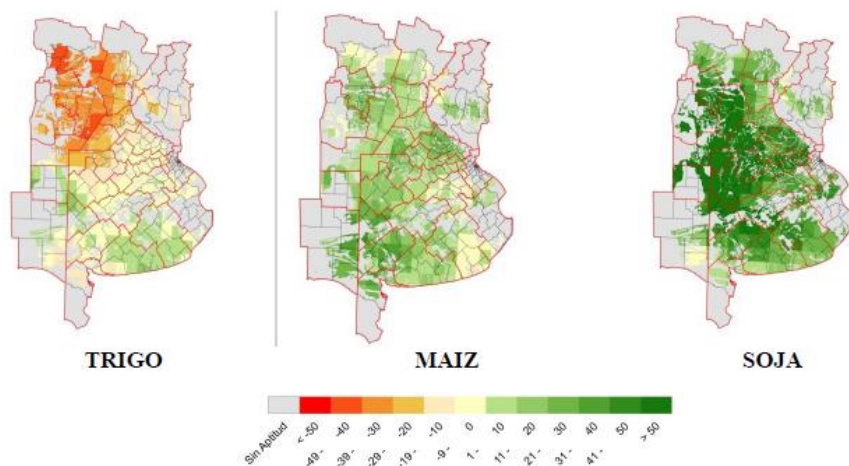 TRIGO MAIZ SOJA
Sin Aptitud < -50 -40 -30 -20 -10 0 10 20 30 40 50 > 50
-49 - -39 - -29 - -19 - -9 - 1 - 11 - 21 - 31 - 41 -